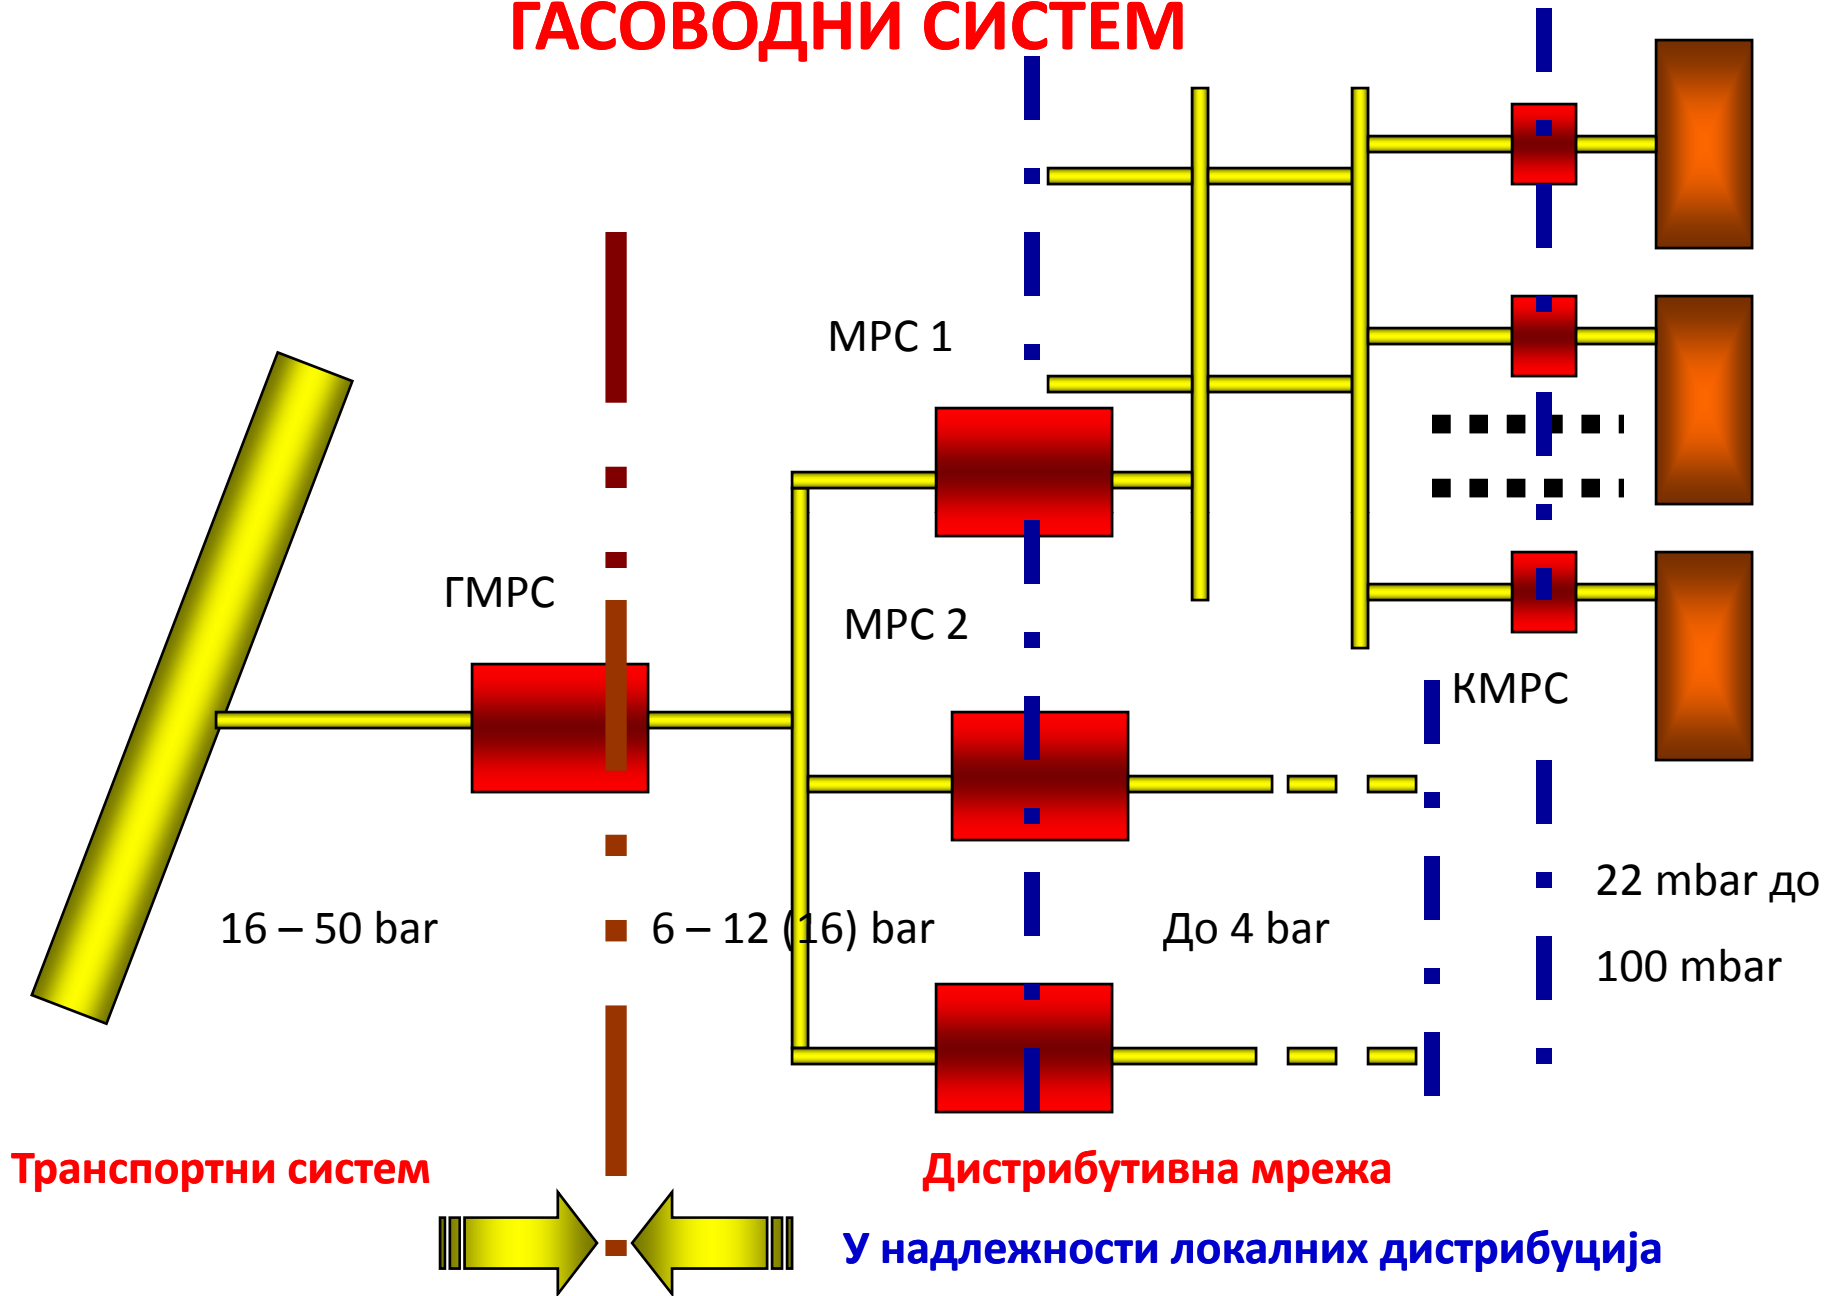 ГАСОВОДНИ СИСТЕМ
МРС 1
ГМРС
МРС 2
КМРС
16 – 50 bar
6 – 12 (16) bar
До 4 bar
22 mbar до
100 mbar
Транспортни систем
Дистрибутивна мрежа
У надлежности локалних дистрибуција